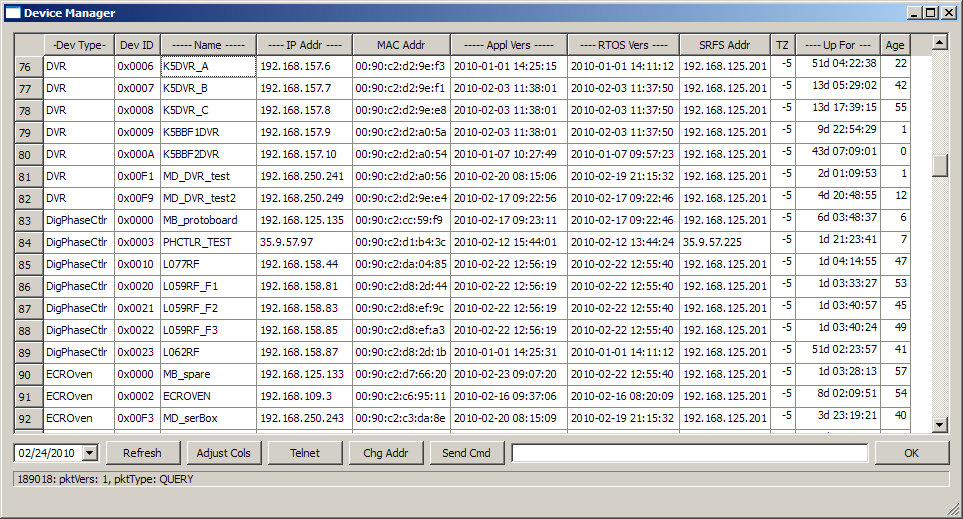 Device Manager
-Dev Type- Dev ID ----- Name ----- ---- IP Addr ---- MAC Addr ----- Appl Vers ----- ---- RTOS Vers ---- SRFS Addr TZ ---- Up For --- Age
76 DVR 0x0006 K5DVR_A 192.168.157.6 00:90:c2:d2:9e:f3 2010-01-01 14:25:15 2010-01-01 14:11:12 192.168.125.201 -5 51d 04:22:38 22
77 DVR 0x0007 K5DVR_B 192.168.157.7 00:90:c2:d2:9e:f1 2010-02-03 11:38:01 2010-02-03 11:37:50 192.168.125.201 -5 13d 05:29:02 42
78 DVR 0x0008 K5DVR_C 192.168.157.8 00:90:c2:d2:9e:e8 2010-02-03 11:38:01 2010-02-03 11:37:50 192.168.125.201 -5 13d 17:39:15 55
79 DVR 0x0009 K5BBF1DVR 192.168.157.9 00:90:c2:d2:a0:5a 2010-02-03 11:38:01 2010-02-03 11:37:50 192.168.125.201 -5 9d 22:54:29 1
80 DVR 0x000A K5BBF2DVR 192.168.157.10 00:90:c2:d2:a0:54 2010-01-07 10:27:49 2010-01-07 09:57:23 192.168.125.201 -5 43d 07:09:01 0
81 DVR 0x00F1 MD_DVR_test 192.168.250.241 00:90:c2:d2:a0:56 2010-02-20 08:15:06 2010-02-19 21:15:32 192.168.125.201 -5 2d 01:09:53 1
82 DVR 0x00F9 MD_DVR_test2 192.168.250.249 00:90:c2:d2:9e:e4 2010-02-17 09:22:56 2010-02-17 09:22:46 192.168.125.201 -5 4d 20:48:55 12
83 DigPhaseCtlr 0x0000 MB_protoboard 192.168.125.135 00:90:c2:cc:59:f9 2010-02-17 09:23:11 2010-02-17 09:22:46 192.168.125.201 -5 6d 03:48:37 6
84 DigPhaseCtlr 0x0003 PHCTLR_TEST 35.9.57.97 00:90:c2:d1:b4:3c 2010-02-12 15:44:01 2010-02-12 13:44:24 35.9.57.225 -5 1d 21:23:41 7
85 DigPhaseCtlr 0x0010 L077RF 192.168.158.44 00:90:c2:da:04:85 2010-02-22 12:56:19 2010-02-22 12:55:40 192.168.125.201 -5 1d 04:14:55 47
86 DigPhaseCtlr 0x0020 L059RF_F1 192.168.158.81 00:90:c2:d8:2d:44 2010-02-22 12:56:19 2010-02-22 12:55:40 192.168.125.201 -5 1d 03:33:27 53
87 DigPhaseCtlr 0x0021 L059RF_F2 192.168.158.83 00:90:c2:d8:ef:9c 2010-02-22 12:56:19 2010-02-22 12:55:40 192.168.125.201 -5 1d 03:40:57 45
88 DigPhaseCtlr 0x0022 L059RF_F3 192.168.158.85 00:90:c2:d8:ef:a3 2010-02-22 12:56:19 2010-02-22 12:55:40 192.168.125.201 -5 1d 03:40:24 49
89 DigPhaseCtlr 0x0023 L062RF 192.168.158.87 00:90:c2:d8:2d:1b 2010-01-01 14:25:31 2010-01-01 14:11:12 192.168.125.201 -5 51d 02:23:57 41
90 ECROven 0x0000 MB_spare 192.168.125.133 00:90:c2:d7:66:20 2010-02-23 09:07:20 2010-02-22 12:55:40 192.168.125.201 -5 1d 03:28:13 57
91 ECROven 0x0002 ECROVEN 192.168.109.3 00:90:c2:c6:95:11 2010-02-16 09:37:06 2010-02-16 08:20:09 192.168.125.201 -5 8d 02:09:51 54
92 ECROven 0x00F3 MD_serBox 192.168.250.243 00:90:c2:c3:da:8e 2010-02-20 08:15:09 2010-02-19 21:15:32 192.168.125.201 -5 3d 23:19:21 40
02/24/2010 Refresh Adjust Cols Telnet Chg Addr Send Cmd OK
189018: pktVers: 1, pktType: QUERY